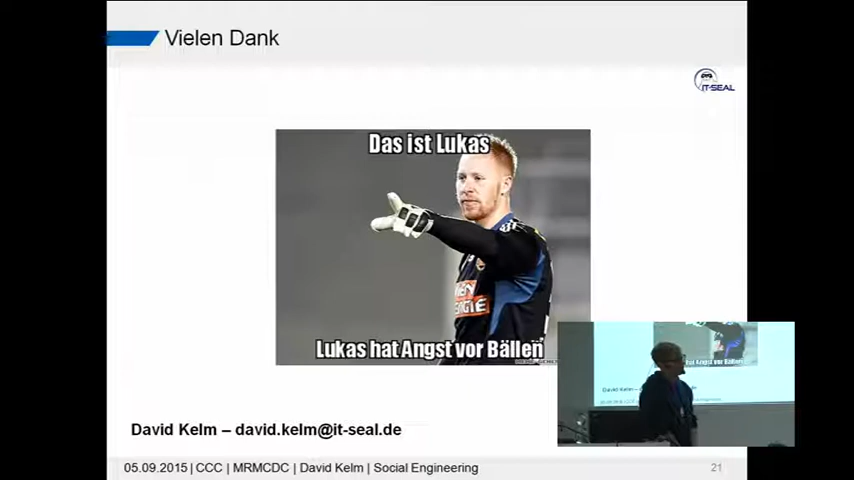 Vielen Dank
IT-SEAL
Das ist Lukas
Lukas hat Angst vor Bällen
David Kelm – david.kelm@it-seal.de
05.09.2015 | CCC | MRMCDC | David Kelm | Social Engineering
21